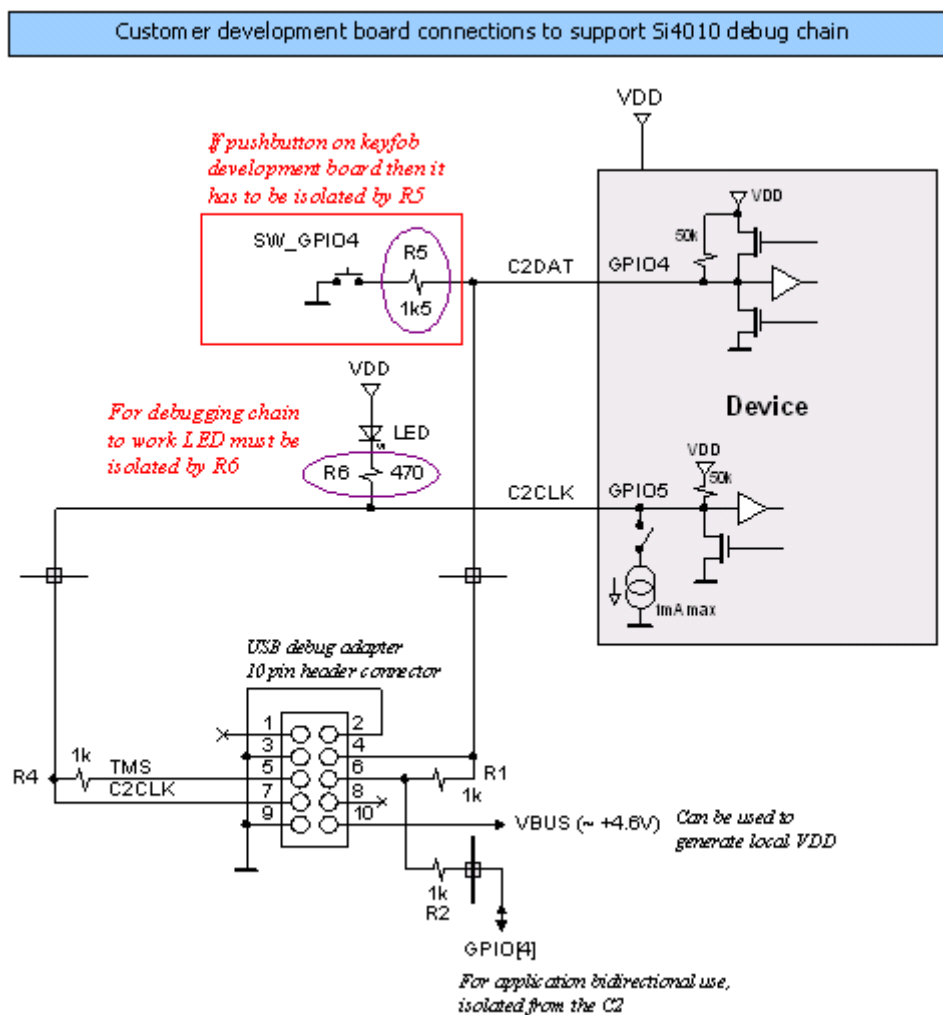 Customer development board connections to support Si4010 debug chain
VDD
If pushbutton on keyfob
development board then it
has to be isolated by R5
VDD
50k
SW_GPIO4
R5
C2DAT
GPIO4
1k5
VDD
Device
For debugging chain
to work LED must be
isolated by R6
LED
R6
470
VDD
50k
C2CLK
GPIO5
1mA max
USB debug adapter
10 pin header connector
1
2
3
4
1k
R4
TMS
5
6
R1
C2CLK
7
8
1k
9
10
VBUS (~ +4.6V)
Can be used to
generate local VDD
1k
R2
GPIO[4]
For application bidirectional use,
isolated from the C2